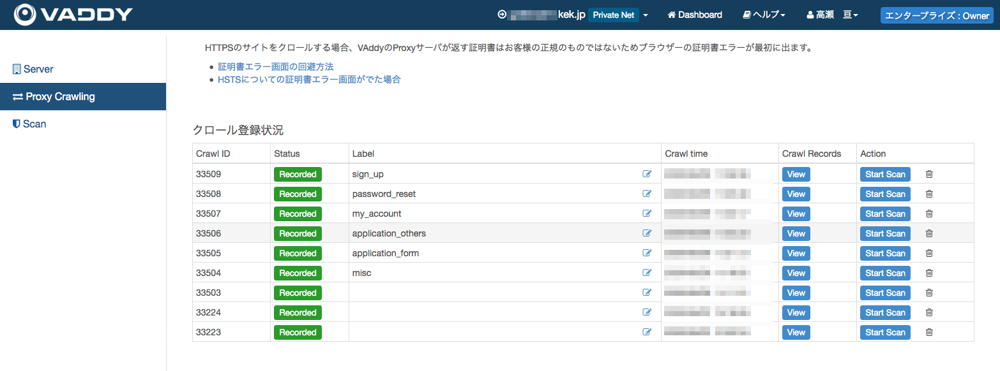 VADDY
kek.jp Private Net Dashboard ヘルプ 高瀬 亘 エンタープライズ : Owner
HTTPSのサイトをクロールする場合、VAddyのProxyサーバが返す証明書はお客様の正規のものではないためブラウザーの証明書エラーが最初に出ます。
証明書エラー画面の回避方法
HSTSについての証明書エラー画面がでた場合
Server
Proxy Crawling
Scan
クロール登録状況
Crawl ID Status Label Crawl time Crawl Records Action
33509 Recorded sign_up View Start Scan
33508 Recorded password_reset View Start Scan
33507 Recorded my_account View Start Scan
33506 Recorded application_others View Start Scan
33505 Recorded application_form View Start Scan
33504 Recorded misc View Start Scan
33503 Recorded View Start Scan
33224 Recorded View Start Scan
33223 Recorded View Start Scan